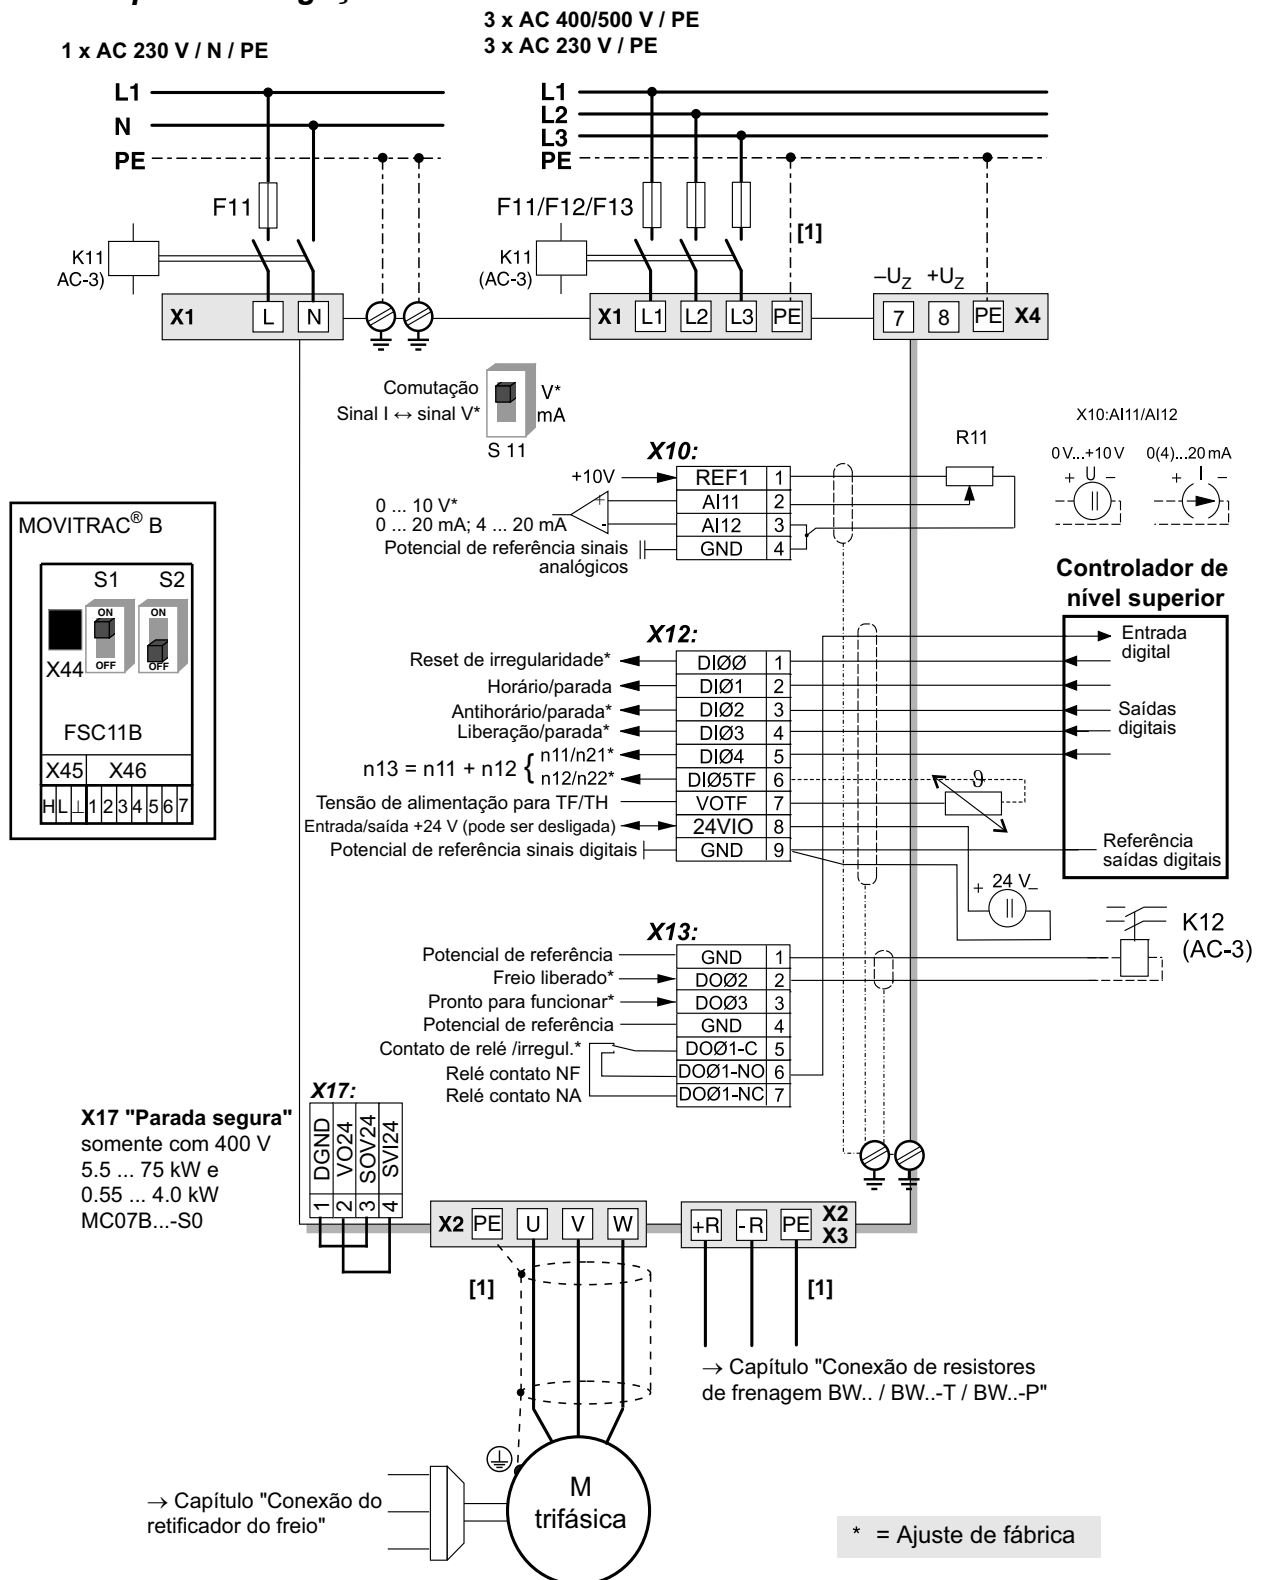 3 x AC 400/500 V / PE
1 x AC 230 V / N / PE
3 x AC 230 V / PE
L1
N
PE
L1
L2
L3
PE
F11
F11/F12/F13
[1]
K11
AC-3)
K11
(AC-3)
–UZ +UZ
X1 L N
X1 L1 L2 L3 PE
7 8 PE X4
Comutação
Sinal I ↔ sinal V*
V*
mA
S 11
X10:AI11/AI12
0 V...+10 V 0(4)...20 mA
+ U – + I –
R11
X10:
+10V REF1 1
0 ... 10 V* AI11 2
0 ... 20 mA; 4 ... 20 mA AI12 3
+
-
Potencial de referência sinais
analógicos
GND 4
MOVITRAC® B
S1 S2
ON ON
OFF OFF
X44
FSC11B
X45 X46
H L ⊥ 1 2 3 4 5 6 7
Controlador de
nível superior
Entrada
digital
Saídas
digitais
Referência
saídas digitais
X12:
Reset de irregularidade* DIØØ 1
Horário/parada DIØ1 2
Antihorário/parada* DIØ2 3
Liberação/parada* DIØ3 4
n13 = n11 + n12 {
n11/n21* DIØ4 5
n12/n22* DIØ5TF 6
ϑ
Tensão de alimentação para TF/TH VOTF 7
Entrada/saída +24 V (pode ser desligada) 24VIO 8
Potencial de referência sinais digitais GND 9
+ 24 V –
K12
(AC-3)
X13:
Potencial de referência GND 1
Freio liberado* DOØ2 2
Pronto para funcionar* DOØ3 3
Potencial de referência GND 4
Contato de relé /irregul.* DOØ1-C 5
Relé contato NF DOØ1-NO 6
Relé contato NA DOØ1-NC 7
X17:
DGND 1
VO24 2
SOV24 3
SVI24 4
X17 "Parada segura"
somente com 400 V
5.5 ... 75 kW e
0.55 ... 4.0 kW
MC07B...-S0
X2 PE U V W
+R -R PE X2
X3
[1]
[1]
→ Capítulo "Conexão de resistores
de frenagem BW.. / BW..-T / BW..-P"
M
trifásica
→ Capítulo "Conexão do
retificador do freio"
* = Ajuste de fábrica